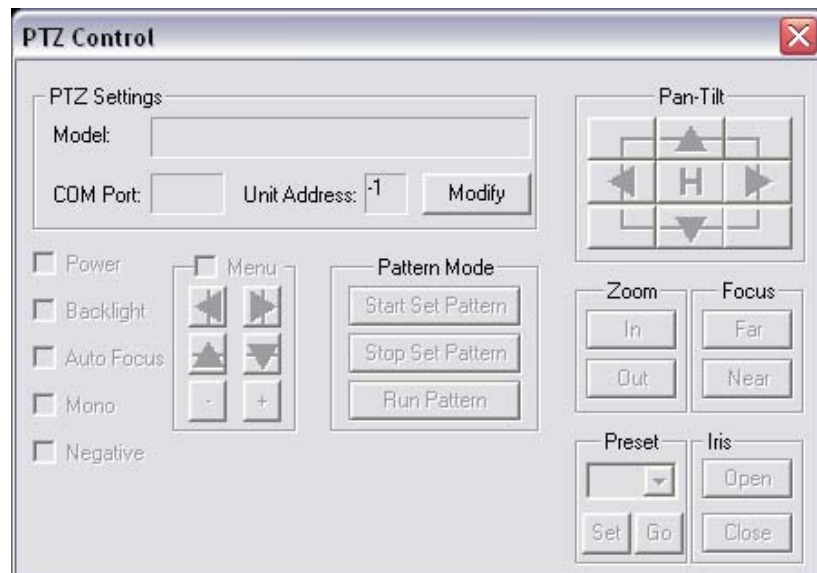 PTZ Control
PTZ Settings
Model:
COM Port:
Unit Address: -1
Modify
Pan-Tilt
H
Power
Backlight
Auto Focus
Mono
Negative
Menu
-
+
Pattern Mode
Start Set Pattern
Stop Set Pattern
Run Pattern
Zoom
In
Out
Focus
Far
Near
Preset
Set
Go
Iris
Open
Close